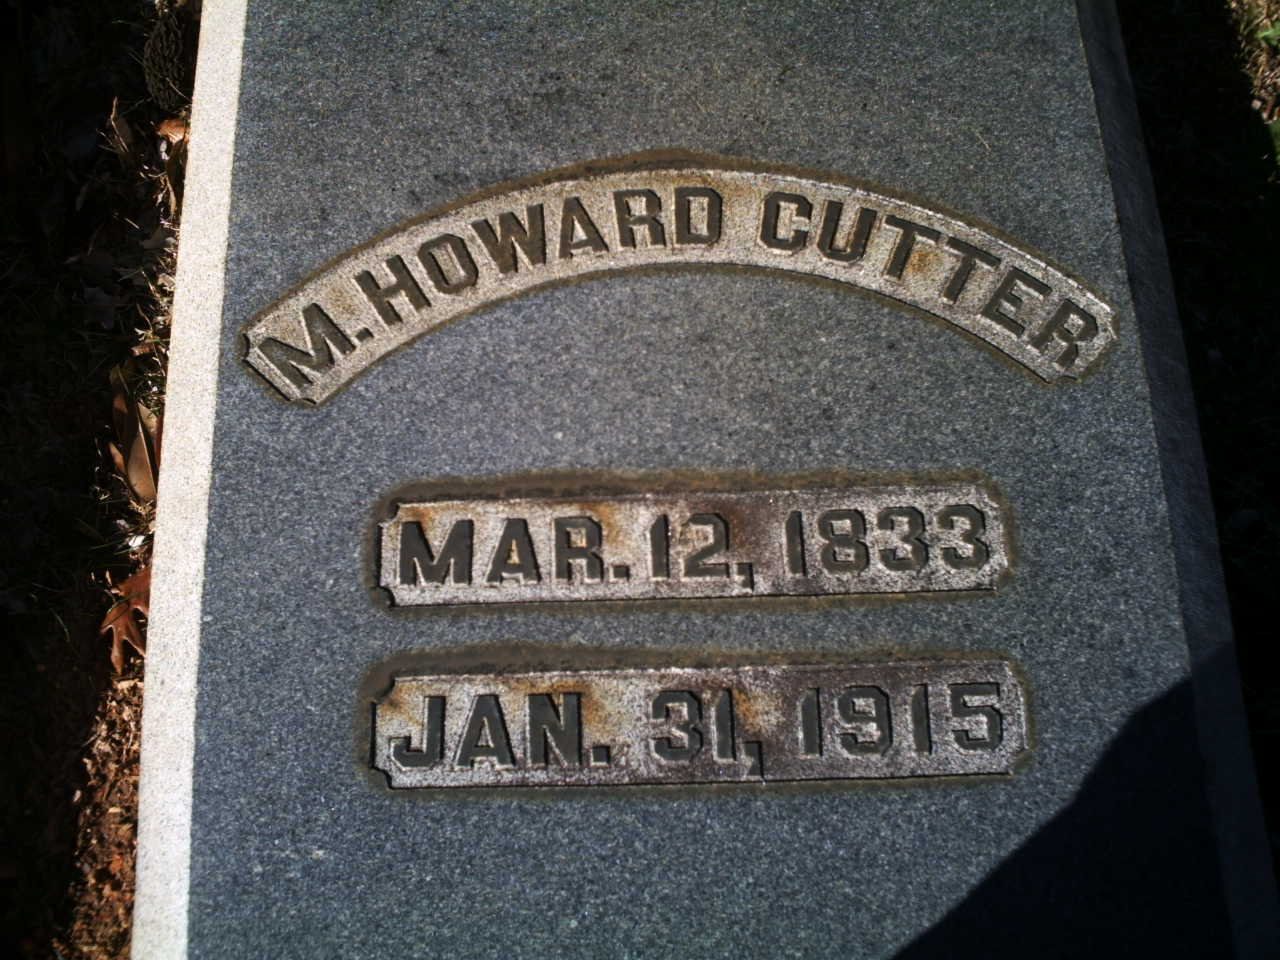 M. HOWARD CUTTER
MAR. 12, 1833
JAN. 31, 1915